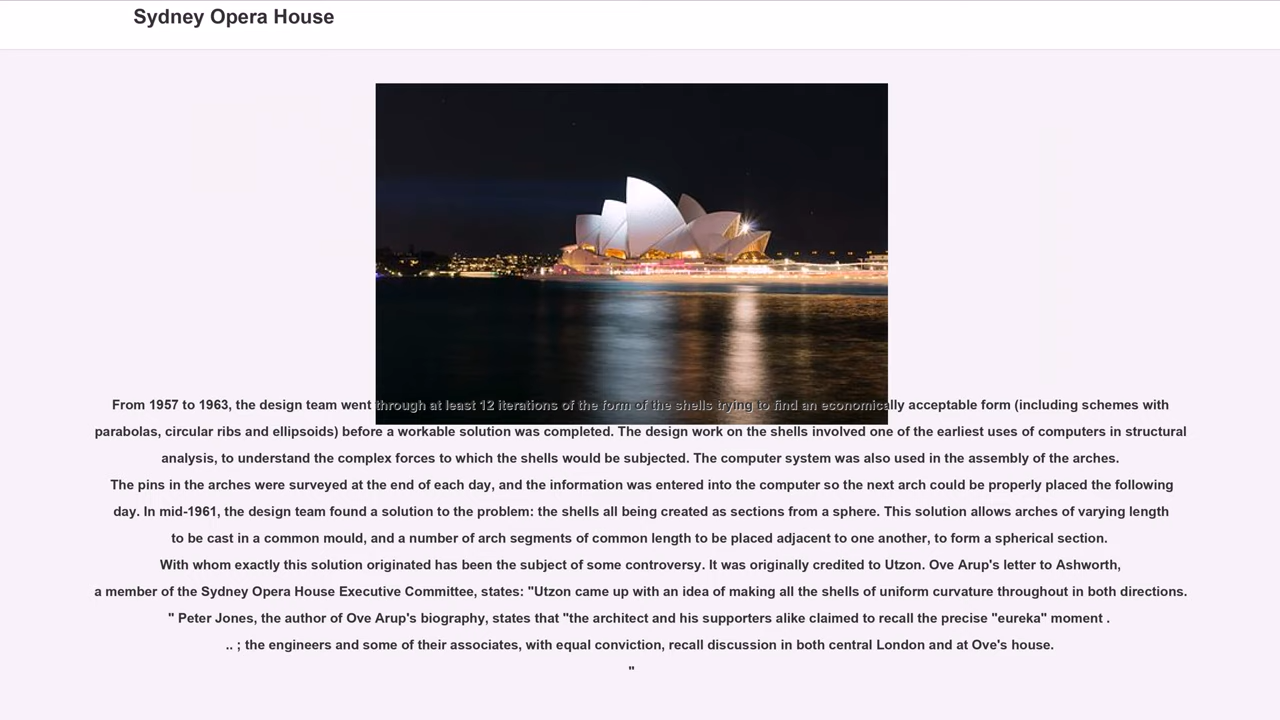 Sydney Opera House
From 1957 to 1963, the design team went through at least 12 iterations of the form of the shells trying to find an economically acceptable form (including schemes with
parabolas, circular ribs and ellipsoids) before a workable solution was completed. The design work on the shells involved one of the earliest uses of computers in structural
analysis, to understand the complex forces to which the shells would be subjected. The computer system was also used in the assembly of the arches.
The pins in the arches were surveyed at the end of each day, and the information was entered into the computer so the next arch could be properly placed the following
day. In mid-1961, the design team found a solution to the problem: the shells all being created as sections from a sphere. This solution allows arches of varying length
to be cast in a common mould, and a number of arch segments of common length to be placed adjacent to one another, to form a spherical section.
With whom exactly this solution originated has been the subject of some controversy. It was originally credited to Utzon. Ove Arup's letter to Ashworth,
a member of the Sydney Opera House Executive Committee, states: "Utzon came up with an idea of making all the shells of uniform curvature throughout in both directions.
" Peter Jones, the author of Ove Arup's biography, states that "the architect and his supporters alike claimed to recall the precise "eureka" moment .
.. ; the engineers and some of their associates, with equal conviction, recall discussion in both central London and at Ove's house.
"